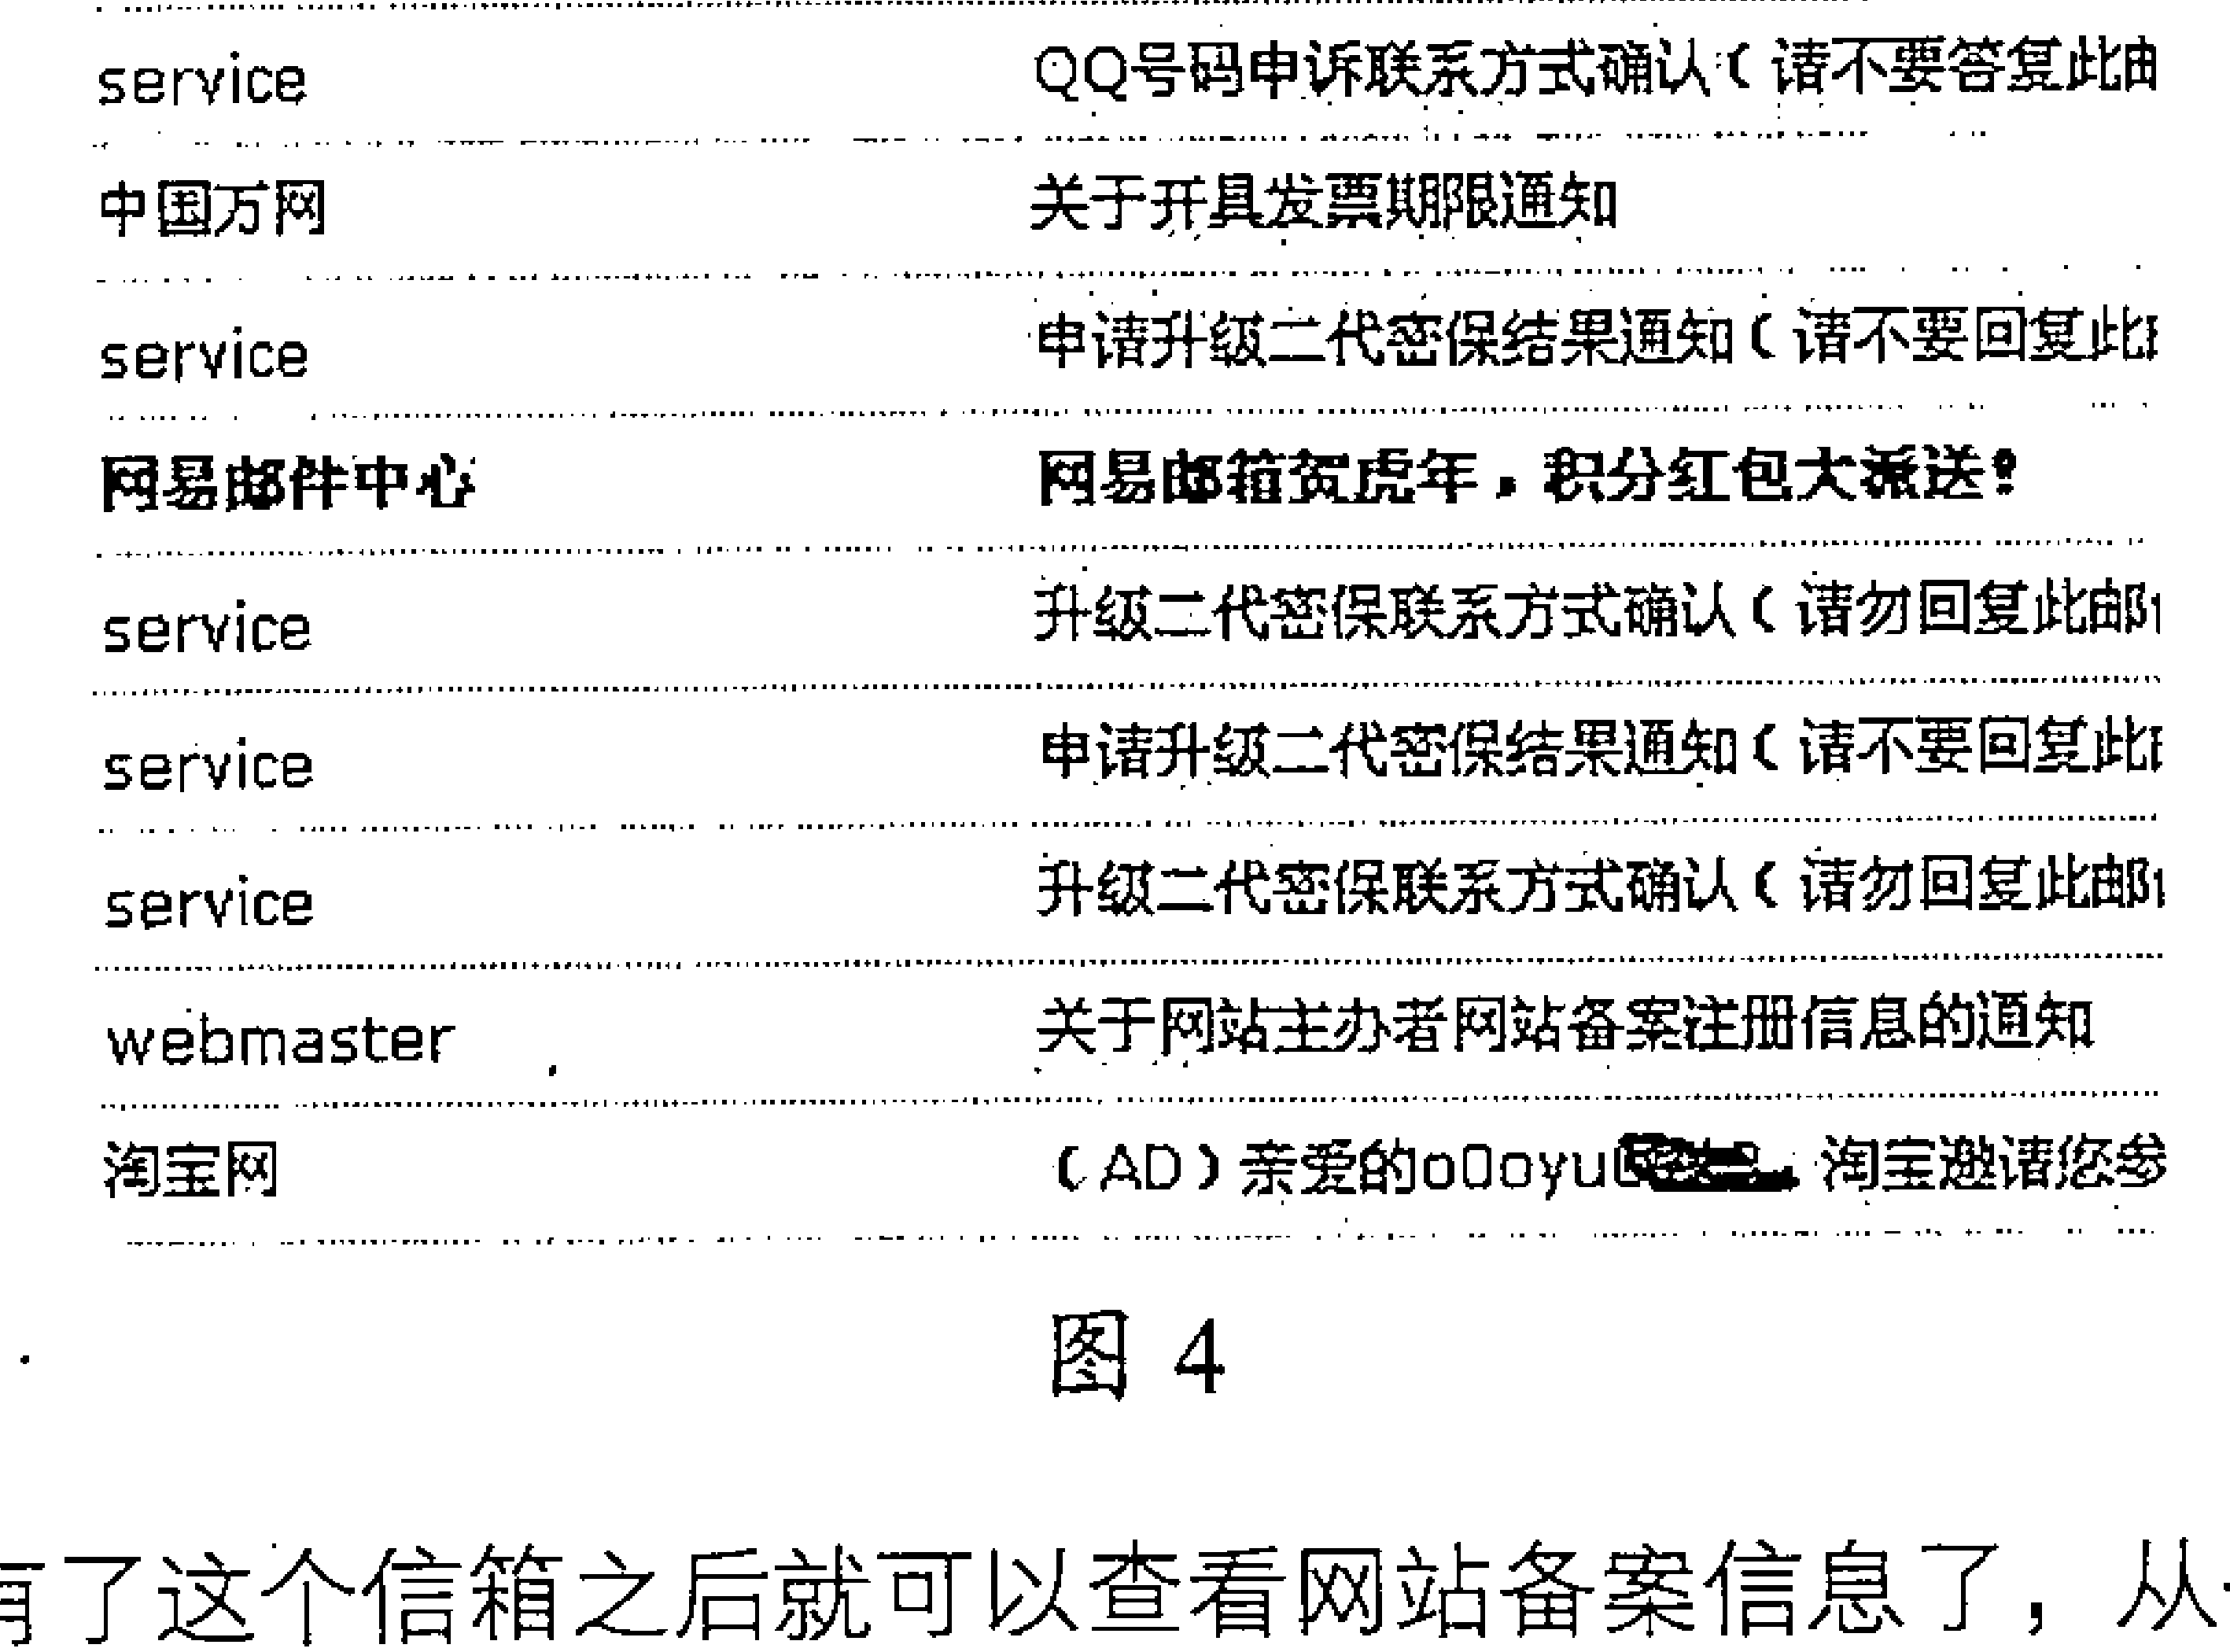 service QQ号码申诉联系方式确认(请不要答复此
中国万网 关于开具发票期限通知
service 申请升级二代密保结果通知(请不要回复此
网易邮件中心 网易邮箱贺虎年，积分红包大派送!
service 升级二代密保联系方式确认(请勿回复此邮
service 申请升级二代密保结果通知(请不要回复此
service 升级二代密保联系方式确认(请勿回复此邮
webmaster 关于网站主办者网站备案注册信息的通知
淘宝网 (AD)亲爱的o0oyu 淘宝邀请您参
图 4
有了这个信箱之后就可以查看网站备案信息了，从